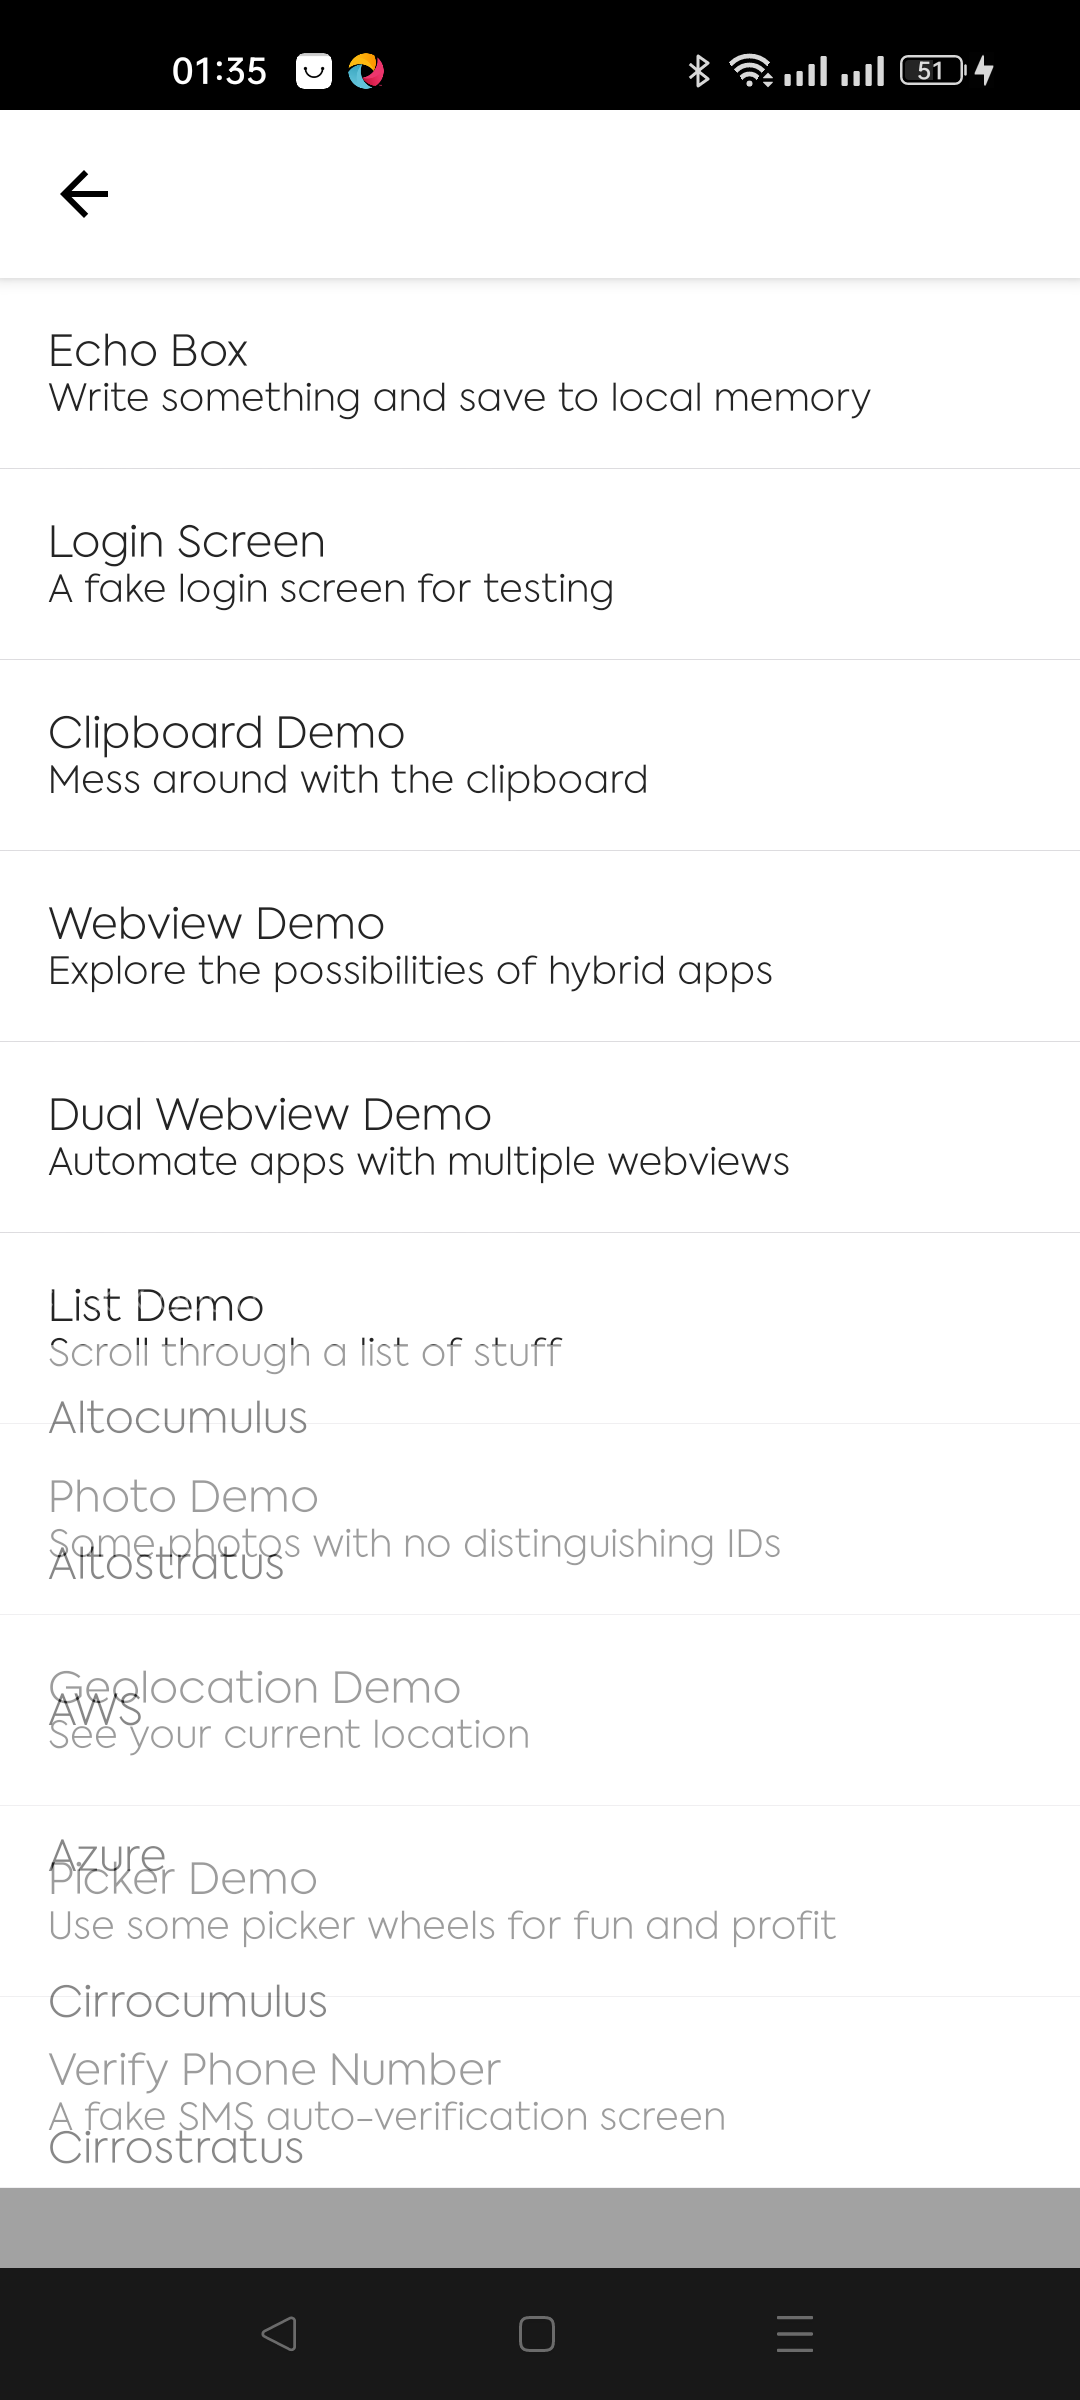 01:35
51
Echo Box
Write something and save to local memory
Login Screen
A fake login screen for testing
Clipboard Demo
Mess around with the clipboard
Webview Demo
Explore the possibilities of hybrid apps
Dual Webview Demo
Automate apps with multiple webviews
List Demo
Scroll through a list of stuff
Altocumulus
Photo Demo
Some photos with no distinguishing IDs
Altostratus
Geolocation Demo
AWS
See your current location
Azure
Picker Demo
Use some picker wheels for fun and profit
Cirrocumulus
Verify Phone Number
A fake SMS auto-verification screen
Cirrostratus